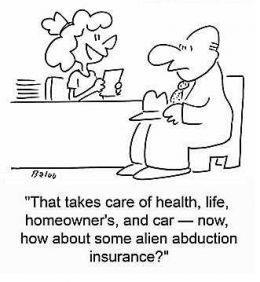 Baloo
"That takes care of health, life,
homeowner's, and car — now,
how about some alien abduction
insurance?"